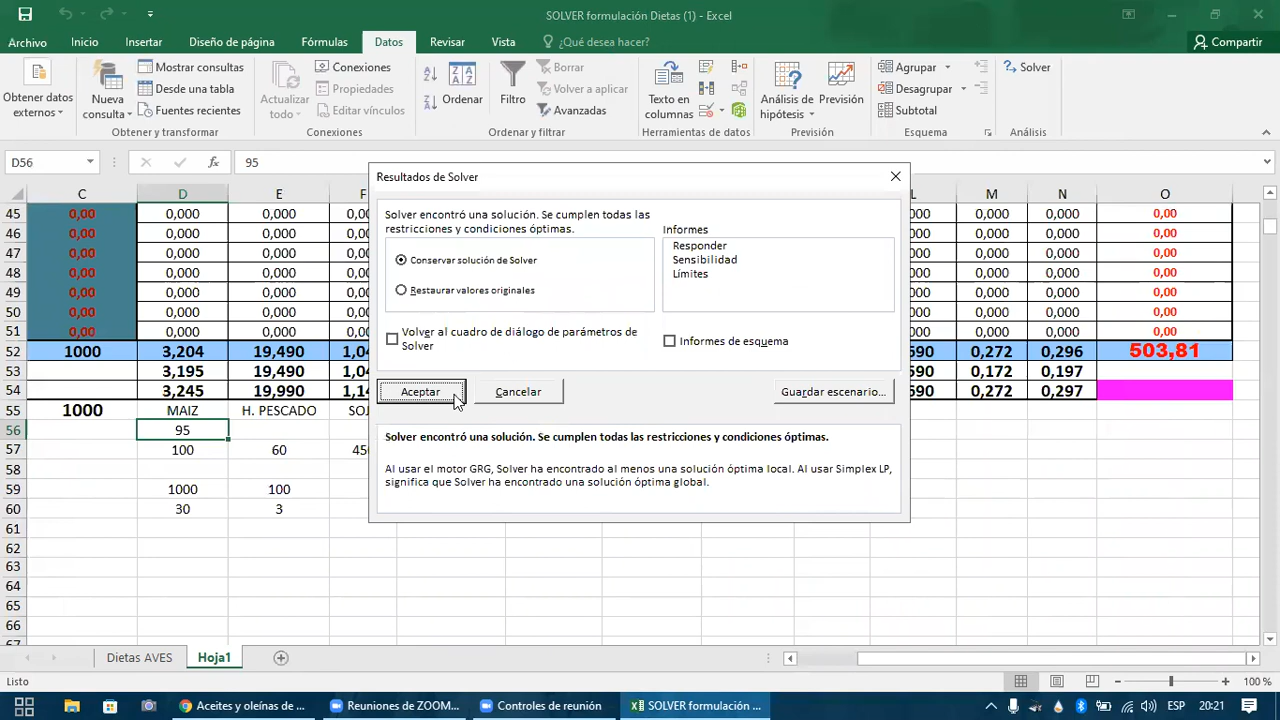 SOLVER formulación Dietas (1) - Excel
Archivo Inicio Insertar Diseño de página Fórmulas Datos Revisar Vista ¿Qué desea hacer? Compartir
Obtener datos externos
Nueva consulta
Mostrar consultas
Desde una tabla
Fuentes recientes
Obtener y transformar
Actualizar todo
Conexiones
Propiedades
Editar vínculos
Conexiones
Ordenar
Filtro
Borrar
Volver a aplicar
Avanzadas
Ordenar y filtrar
Texto en columnas
Herramientas de datos
Análisis de hipótesis
Previsión
Previsión
Agrupar
Desagrupar
Subtotal
Esquema
Solver
Análisis
D56 fx 95
C D E F L M N O
45 0,00 0,000 0,000 0,00 0,000 0,000 0,000 0,00
46 0,00 0,000 0,000 0,00 0,000 0,000 0,000 0,00
47 0,00 0,000 0,000 0,00 0,000 0,000 0,000 0,00
48 0,00 0,000 0,000 0,00 0,000 0,000 0,000 0,00
49 0,00 0,000 0,000 0,00 0,000 0,000 0,000 0,00
50 0,00 0,000 0,000 0,00 0,000 0,000 0,000 0,00
51 0,00 0,000 0,000 0,00 0,000 0,000 0,000 0,00
52 1000 3,204 19,490 1,0 590 0,272 0,296 503,81
53 3,195 19,490 1,0 590 0,172 0,197
54 3,245 19,990 1,1 690 0,272 0,297
55 1000 MAIZ H. PESCADO SO
56 95
57 100 60 45
58
59 1000 100
60 30 3
61
62
63
64
65
66
67
Resultados de Solver
Solver encontró una solución. Se cumplen todas las
restricciones y condiciones óptimas.
Conservar solución de Solver
Restaurar valores originales
Volver al cuadro de diálogo de parámetros de
Solver
Informes
Responder
Sensibilidad
Límites
Informes de esquema
Aceptar Cancelar Guardar escenario...
Solver encontró una solución. Se cumplen todas las restricciones y condiciones óptimas.
Al usar el motor GRG, Solver ha encontrado al menos una solución óptima local. Al usar Simplex LP,
significa que Solver ha encontrado una solución óptima global.
Dietas AVES Hoja1
Listo 100 %
Aceites y oleínas de ... Reuniones de ZOOM... Controles de reunión SOLVER formulación ... ESP 20:21